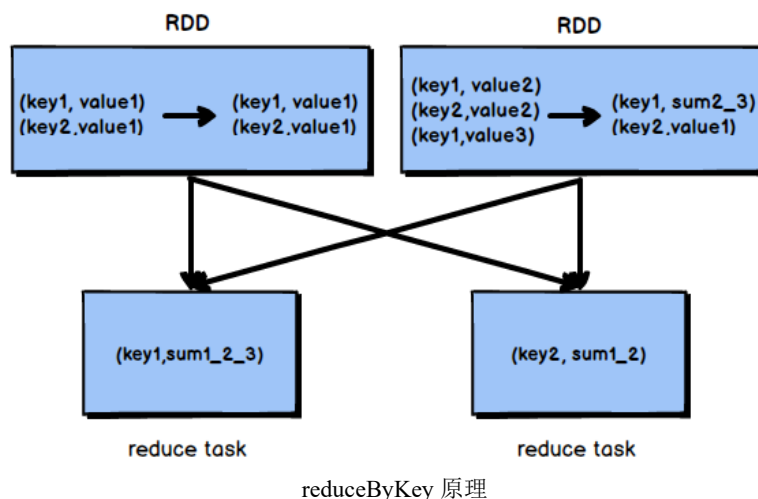 RDD
RDD
(key1, value1)
(key2,value1)
(key1, value1)
(key2,value1)
(key1, value2)
(key2,value2)
(key1,value3)
(key1, sum2_3)
(key2,value1)
(key1,sum1_2_3)
(key2, sum1_2)
reduce task
reduce task
reduceByKey 原理